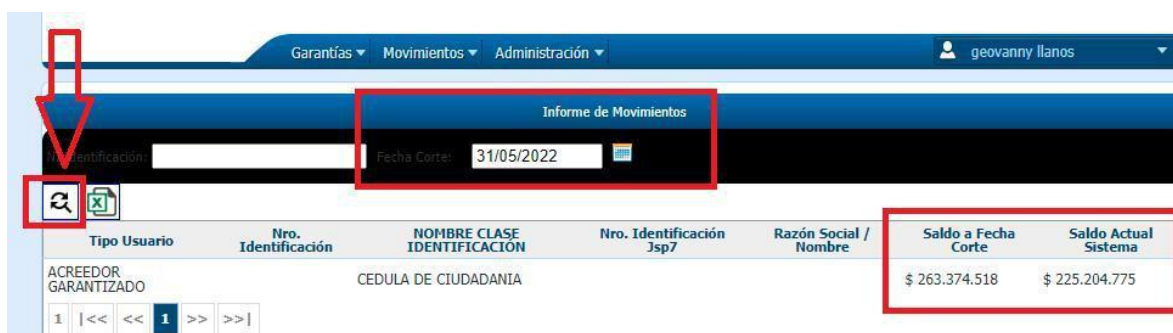 Garantías Movimientos Administración geovanny llanos
Informe de Movimientos
Nro Identificación: Fecha Corte: 31/05/2022
Tipo Usuario Nro. Identificación NOMBRE CLASE IDENTIFICACIÓN Nro. Identificación Jsp7 Razón Social / Nombre Saldo a Fecha Corte Saldo Actual Sistema
ACREEDOR GARANTIZADO CEDULA DE CIUDADANIA $ 263.374.518 $ 225.204.775
1 |<< << 1 >> >>|